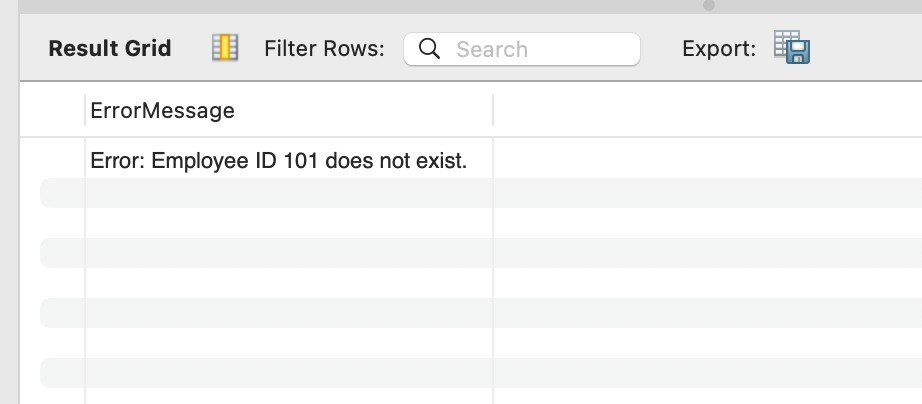 Result Grid Filter Rows: Search Export:
ErrorMessage
Error: Employee ID 101 does not exist.